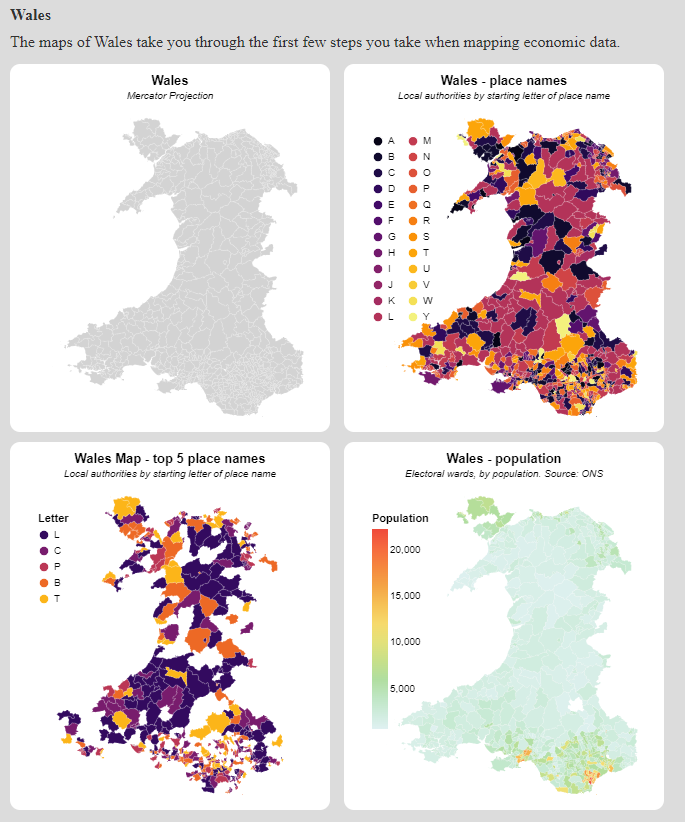 Wales
The maps of Wales take you through the first few steps you take when mapping economic data.
Wales
Mercator Projection
Wales - place names
Local authorities by starting letter of place name
A M
B N
C O
D P
E Q
F R
G S
H T
I U
J V
K W
L Y
Wales Map - top 5 place names
Local authorities by starting letter of place name
Letter
L
C
P
B
T
Wales - population
Electoral wards, by population. Source: ONS
Population
20,000
15,000
10,000
5,000